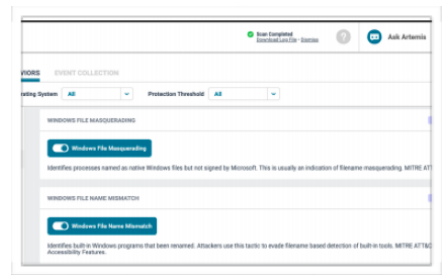 Scan Completed
Download Log File - Dismiss
?
Ask Artemis
VIORS EVENT COLLECTION
rating System All Protection Threshold All
WINDOWS FILE MASQUERADING
Windows File Masquerading
Identifies processes named as native Windows files but not signed by Microsoft. This is usually an indication of filename masquerading. MITRE AT
WINDOWS FILE NAME MISMATCH
Windows File Name Mismatch
Identifies built-in Windows programs that been renamed. Attackers use this tactic to evade filename based detection of built-in tools. MITRE ATT&C
Accessibility Features.